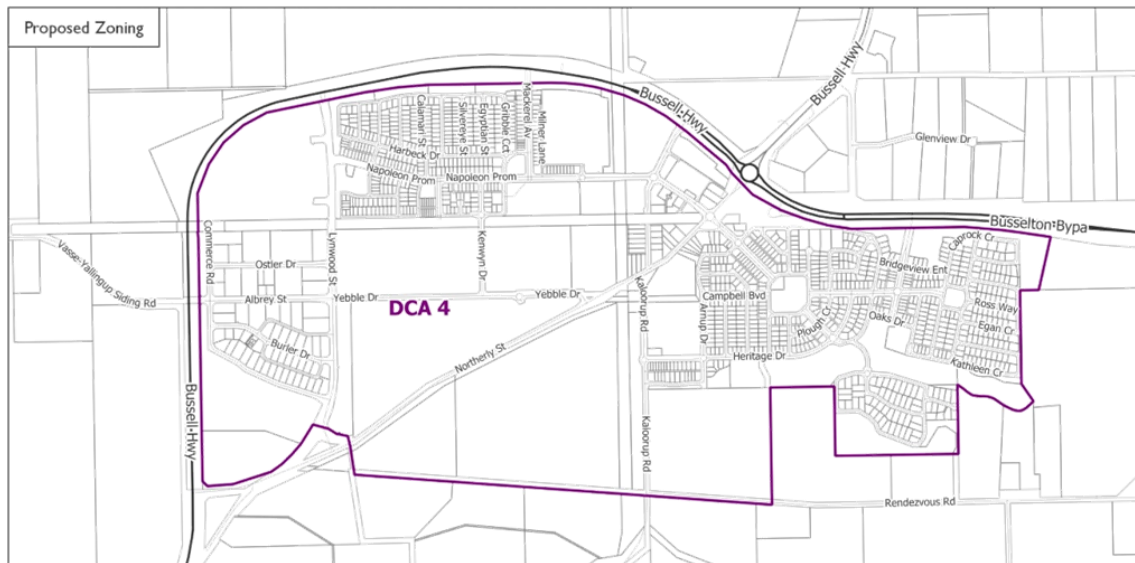 Proposed Zoning
Bussell-Hwy
Bussell-Hwy
Calamari St
Silvereye St
Egyptian St
Gribble Cct
Mackerel Av
Milner Lane
Glenview Dr
Harbeck Dr
Napoleon Prom
Napoleon Prom
Busselton-Bypa
Commerce Rd
Lynwood St
Kenwyn Dr
Caprock Cr
Vasse-Yallingup Siding Rd
Ostler Dr
Bridgeview Ent
Kaloorup Rd
Albrey St
Yebble Dr
Yebble Dr
Campbell Bvd
Ross Way
DCA 4
Arnup Dr
Plough Cr
Oaks Dr
Egan Cr
Burler Dr
Northerly St
Heritage Dr
Kathleen Cr
Bussell-Hwy
Kaloorup Rd
Rendezvous Rd